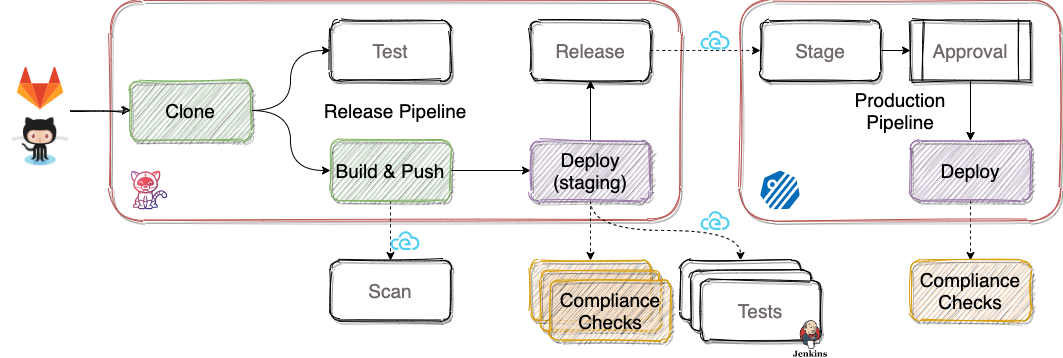 Test
Release
Stage
Approval
Clone
Release Pipeline
Production
Pipeline
Build & Push
Deploy
(staging)
Deploy
Scan
Compliance
Checks
Tests
Compliance
Checks
Jenkins